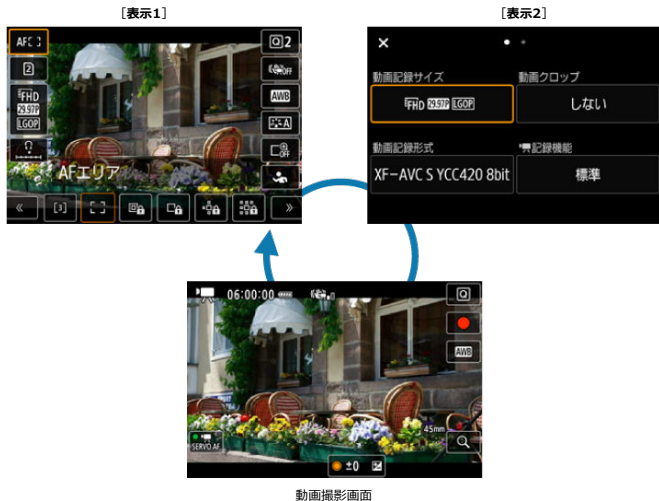 ［表示1］
［表示2］
AF
2
2
OFF
FHD
29.97P
LGOP
AWB
A
OFF
AFエリア
[3]
動画記録サイズ
動画クロップ
FHD 29.97P LGOP
しない
動画記録形式
記録機能
XF-AVC S YCC420 8bit
標準
06:00:00
Q
AWB
45mm
SERVO AF
±0
動画撮影画面